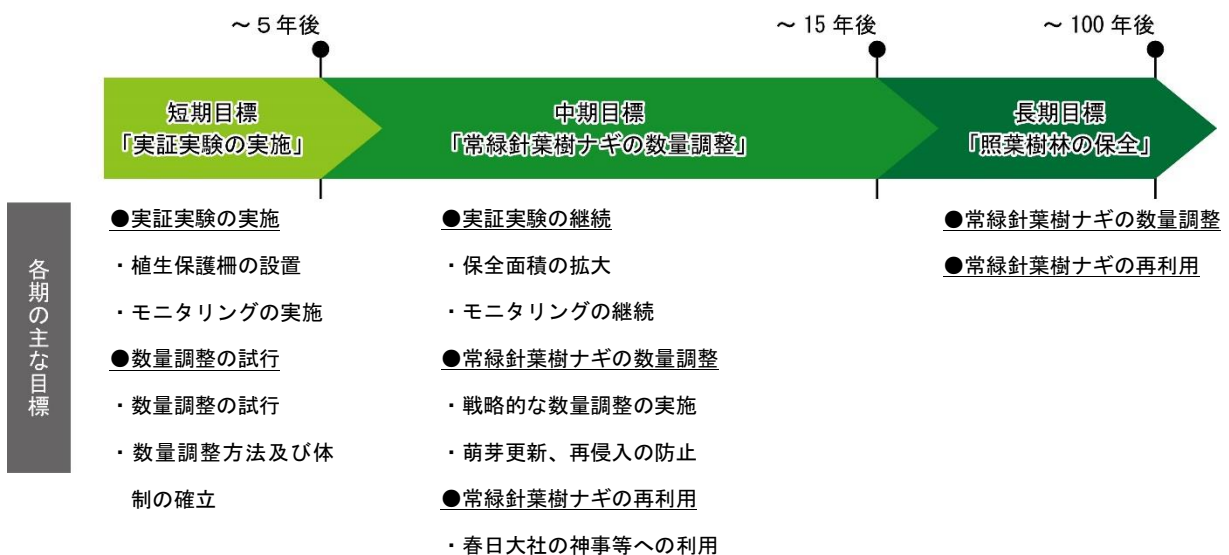 ～5年後
～15年後
～100年後
短期目標
「実証実験の実施」
中期目標
「常緑針葉樹ナギの数量調整」
長期目標
「照葉樹林の保全」
各期の主な目標
●実証実験の実施
・植生保護柵の設置
・モニタリングの実施
●数量調整の試行
・数量調整の試行
・数量調整方法及び体
制の確立
●実証実験の継続
・保全面積の拡大
・モニタリングの継続
●常緑針葉樹ナギの数量調整
・戦略的な数量調整の実施
・萌芽更新、再侵入の防止
●常緑針葉樹ナギの再利用
・春日大社の神事等への利用
●常緑針葉樹ナギの数量調整
●常緑針葉樹ナギの再利用